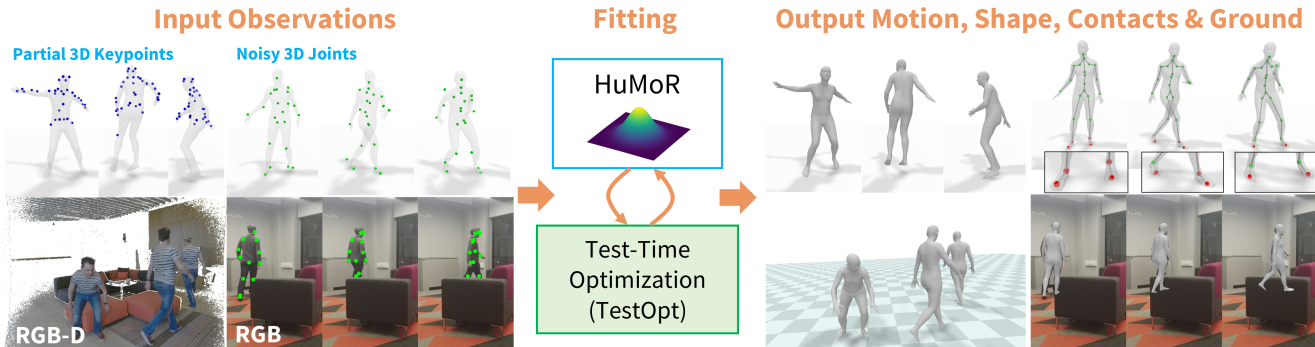 Input Observations
Fitting
Output Motion, Shape, Contacts & Ground
Partial 3D Keypoints
Noisy 3D Joints
HuMoR
Test-Time
Optimization
(TestOpt)
RGB-D
RGB